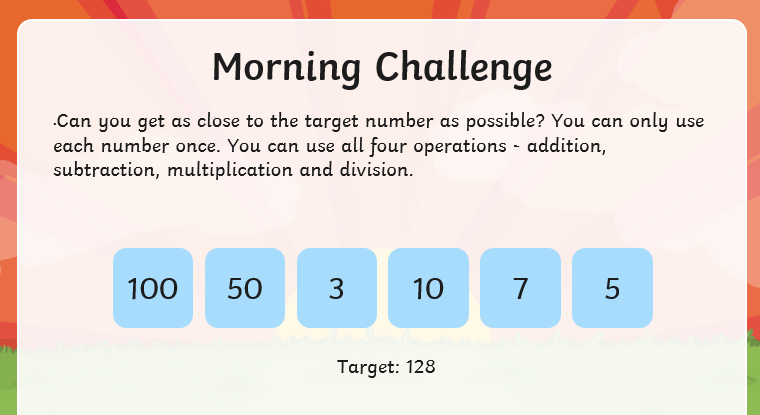 Morning Challenge
.Can you get as close to the target number as possible? You can only use
each number once. You can use all four operations - addition,
subtraction, multiplication and division.
100 50 3 10 7 5
Target: 128